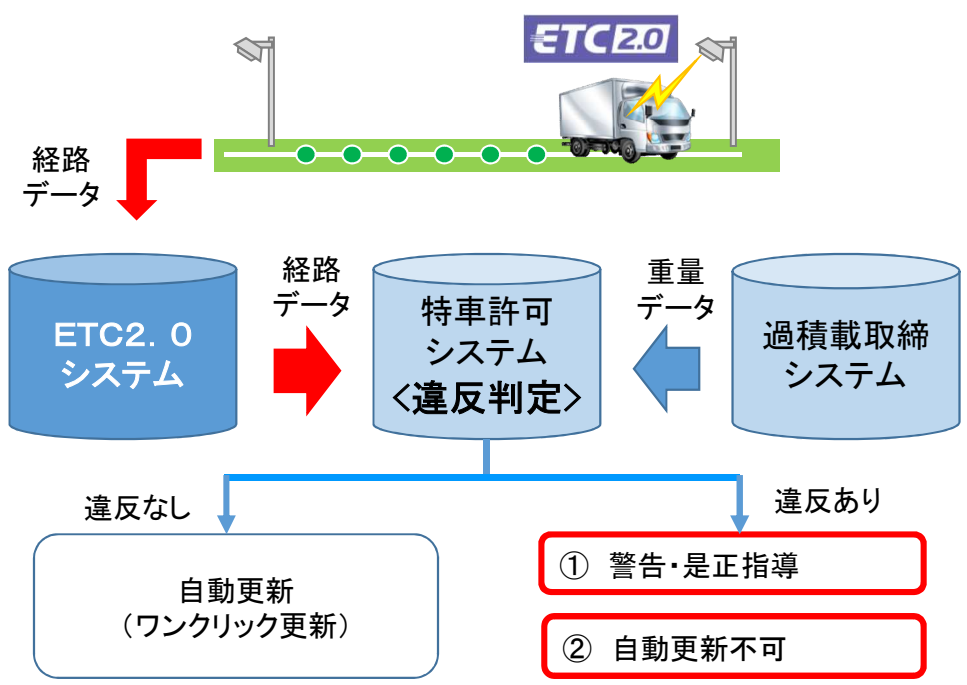 ETC2.0
経路
データ
経路
データ
重量
データ
ETC2．0
システム
特車許可
システム
<違反判定>
過積載取締
システム
違反なし
違反あり
自動更新
（ワンクリック更新）
① 警告・是正指導
② 自動更新不可